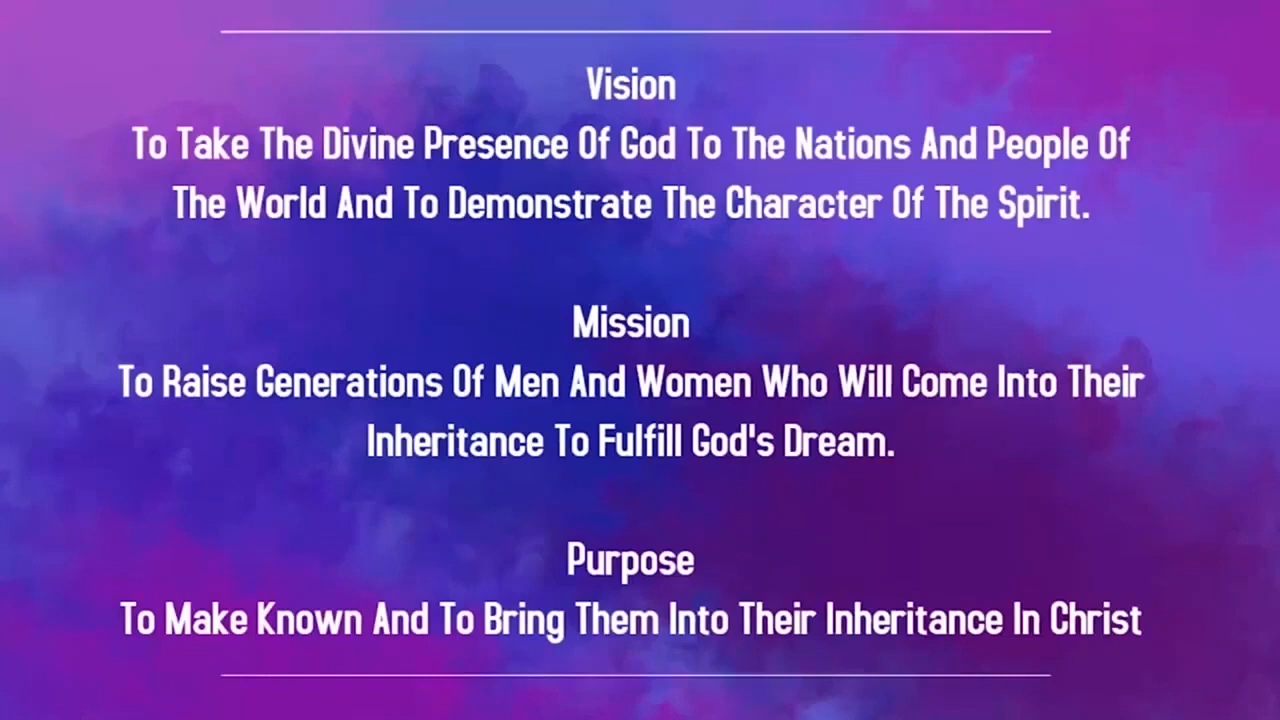 Vision
To Take The Divine Presence Of God To The Nations And People Of
The World And To Demonstrate The Character Of The Spirit.
Mission
To Raise Generations Of Men And Women Who Will Come Into Their
Inheritance To Fulfill God's Dream.
Purpose
To Make Known And To Bring Them Into Their Inheritance In Christ